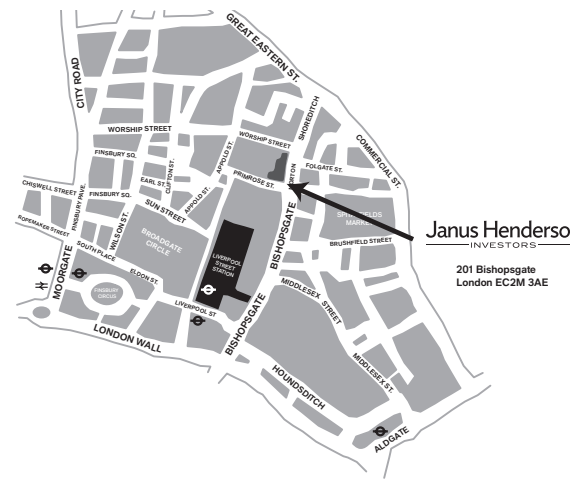 GREAT EASTERN ST.
CITY ROAD
SHOREDITCH
COMMERCIAL ST.
WORSHIP STREET
WORSHIP STREET
APPOLD ST.
FINSBURY SQ.
FOLGATE ST.
CLIFTON ST.
EARL ST.
PRIMROSE ST.
CHISWELL STREET
FINSBURY PAVE.
FINSBURY SQ.
APPOLD ST.
SUN STREET
ROPEMAKER STREET
WILSON ST.
SPITALFIELDS
MARKET
BISHOPSGATE
BROADGATE
CIRCLE
BRUSHFIELD STREET
Janus Henderso
INVESTORS
201 Bishopsgate
London EC2M 3AE
SOUTH PLACE
LIVERPOOL
STREET
STATION
MOORGATE
ELDON ST.
FINSBURY
CIRCUS
LIVERPOOL ST
MIDDLESEX STREET
BISHOPSGATE
LONDON WALL
MIDDLESEX ST.
HOUNDSDITCH
ALDGATE